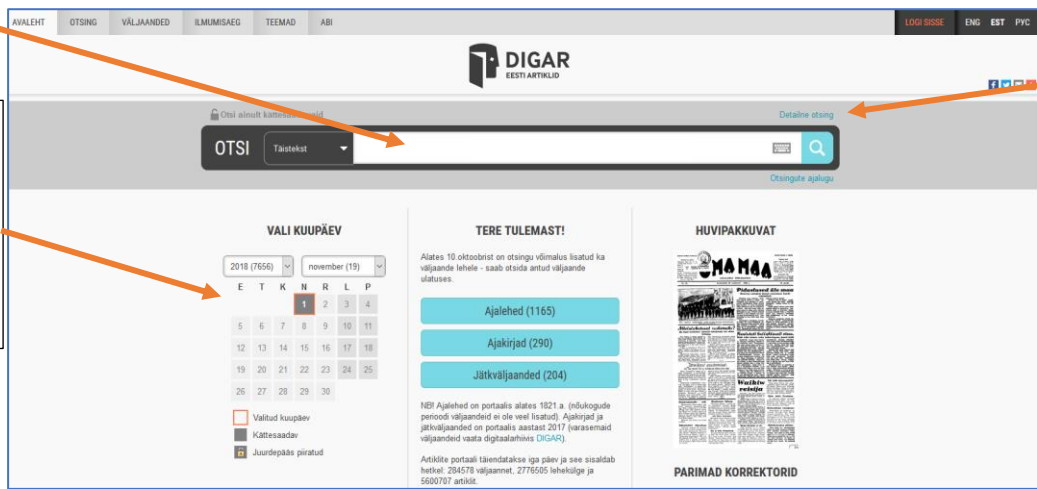 AVALEHT OTSING VÄLJAANDED ILMUMISAEG TEEMAD ABI LOGI SISSE ENG EST РУС
DIGAR
EESTI ARTIKLID
Otsi ainult Detailne otsing
OTSI Täistekst
Otsingute ajalugu
VALI KUUPÄEV
2018 (7656) november (19)
E T K N R L P
1 2 3 4
5 6 7 8 9 10 11
12 13 14 15 16 17 18
19 20 21 22 23 24 25
26 27 28 29 30
Valitud kuupäev
Kättesaadav
Juurdepääs piiratud
TERE TULEMAST!
Alates 10.oktoobrist on otsingu võimalus lisatud ka
väljaande lehele - saab otsida antud väljaande
ulatuses.
Ajalehed (1165)
Ajakirjad (290)
Jätkväljaanded (204)
NB! Ajalehed on portaalis alates 1821.a. (nõukogude
perioodi väljaandeid ei ole veel lisatud). Ajakirjad ja
jätkväljaanded on portaalis aastast 2017 (varasemaid
väljaandeid vaata digitaalarhiivis DIGAR).
Artiklite portaali täiendatakse iga päev ja see sisaldab
hetkel: 284578 väljaannet, 2776505 lehekülge ja
5600707 artiklit.
HUVIPAKKUVAT
PARIMAD KORREKTORID